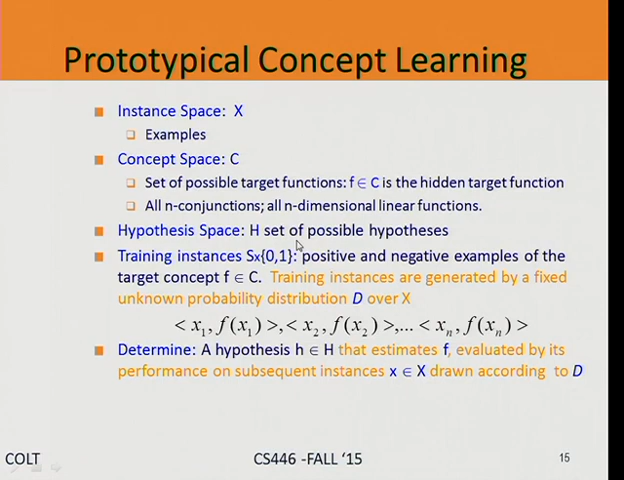 Prototypical Concept Learning
Instance Space: X
Examples
Concept Space: C
Set of possible target functions: f ∈ C is the hidden target function
All n-conjunctions; all n-dimensional linear functions.
Hypothesis Space: H set of possible hypotheses
Training instances Sx{0,1}: positive and negative examples of the
target concept f ∈ C. Training instances are generated by a fixed
unknown probability distribution D over X
< x₁, f(x₁) >, < x₂, f(x₂) >,... < xₙ, f(xₙ) >
Determine: A hypothesis h ∈ H that estimates f, evaluated by its
performance on subsequent instances x ∈ X drawn according to D
COLT CS446 -FALL ‘15 15